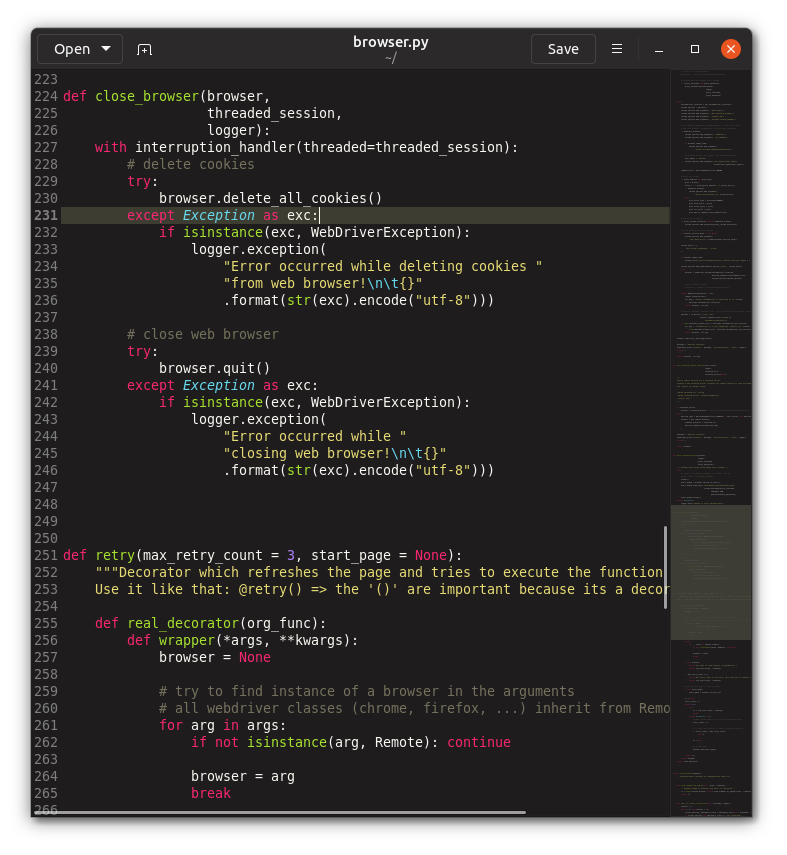 Open
browser.py
~/
Save
223
224 def close_browser(browser,
225                   threaded_session,
226                   logger):
227     with interruption_handler(threaded=threaded_session):
228         # delete cookies
229         try:
230             browser.delete_all_cookies()
231         except Exception as exc:
232             if isinstance(exc, WebDriverException):
233                 logger.exception(
234                     "Error occurred while deleting cookies "
235                     "from web browser!\n\t{}"
236                     .format(str(exc).encode("utf-8")))
237
238         # close web browser
239         try:
240             browser.quit()
241         except Exception as exc:
242             if isinstance(exc, WebDriverException):
243                 logger.exception(
244                     "Error occurred while "
245                     "closing web browser!\n\t{}"
246                     .format(str(exc).encode("utf-8")))
247
248
249
250
251 def retry(max_retry_count = 3, start_page = None):
252     """Decorator which refreshes the page and tries to execute the function
253     Use it like that: @retry() => the '()' are important because its a decor
254
255     def real_decorator(org_func):
256         def wrapper(*args, **kwargs):
257             browser = None
258
259             # try to find instance of a browser in the arguments
260             # all webdriver classes (chrome, firefox, ...) inherit from Remo
261             for arg in args:
262                 if not isinstance(arg, Remote): continue
263
264                 browser = arg
265                 break
266